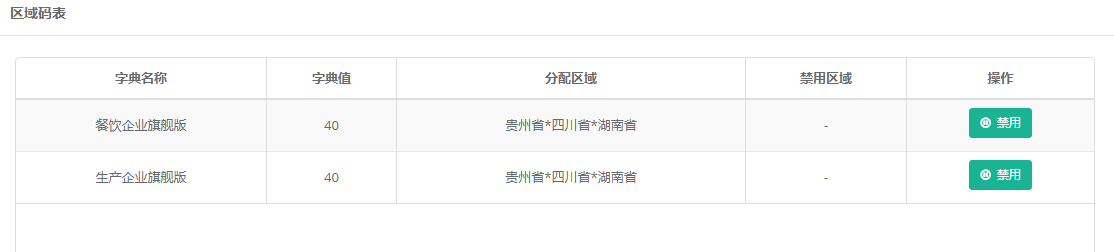 区域码表
字典名称 字典值 分配区域 禁用区域 操作
餐饮企业旗舰版 40 贵州省*四川省*湖南省 - 禁用
生产企业旗舰版 40 贵州省*四川省*湖南省 - 禁用